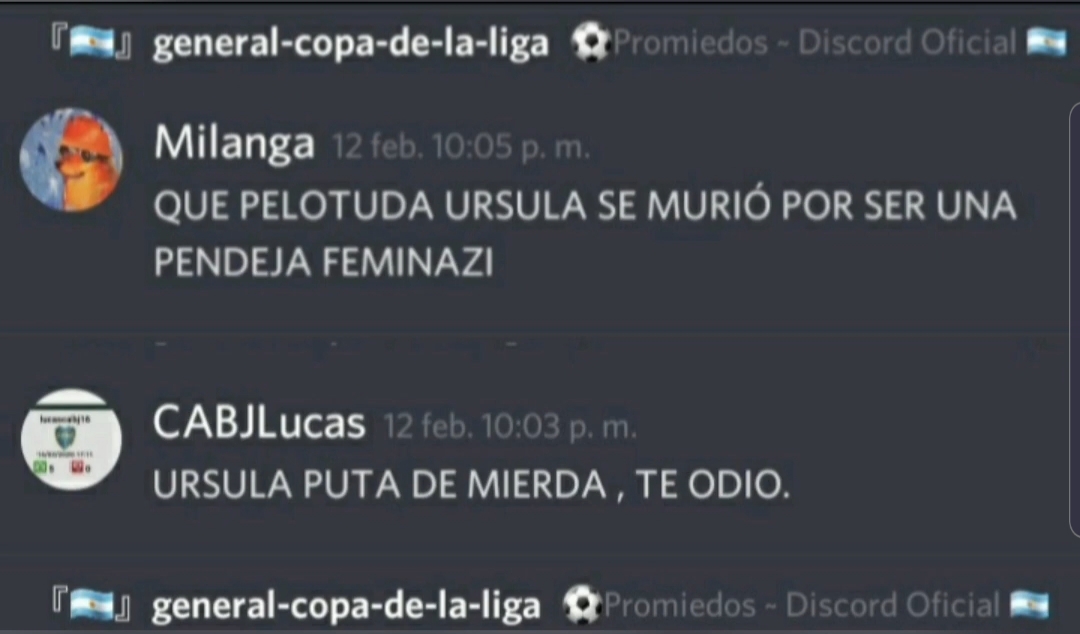 『🇦🇷』 general-copa-de-la-liga ⚽Promiedos ~ Discord Oficial 🇦🇷
Milanga 12 feb. 10:05 p. m.
QUE PELOTUDA URSULA SE MURIÓ POR SER UNA
PENDEJA FEMINAZI
CABJLucas 12 feb. 10:03 p. m.
URSULA PUTA DE MIERDA , TE ODIO.
『🇦🇷』 general-copa-de-la-liga ⚽Promiedos ~ Discord Oficial 🇦🇷